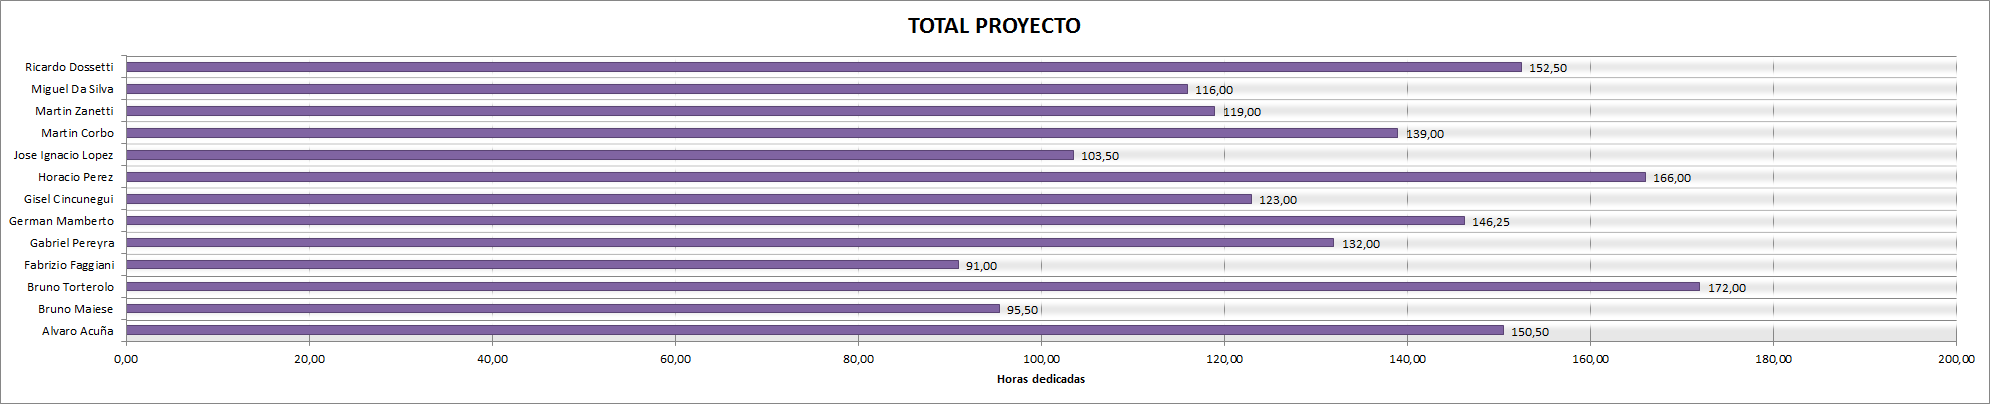 TOTAL PROYECTO
Ricardo Dossetti 152,50
Miguel Da Silva 116,00
Martin Zanetti 119,00
Martin Corbo 139,00
Jose Ignacio Lopez 103,50
Horacio Perez 166,00
Gisel Cincunegui 123,00
German Mamberto 146,25
Gabriel Pereyra 132,00
Fabrizio Faggiani 91,00
Bruno Torterolo 172,00
Bruno Maiese 95,50
Alvaro Acuña 150,50
0,00 20,00 40,00 60,00 80,00 100,00 120,00 140,00 160,00 180,00 200,00
Horas dedicadas